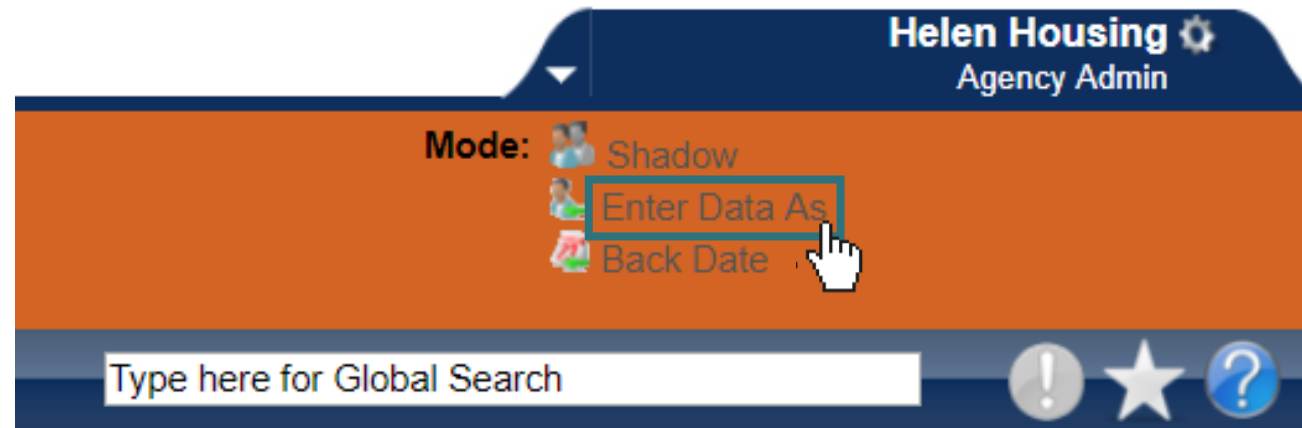 Helen Housing
Agency Admin
Mode: Shadow
Enter Data As
Back Date
Type here for Global Search